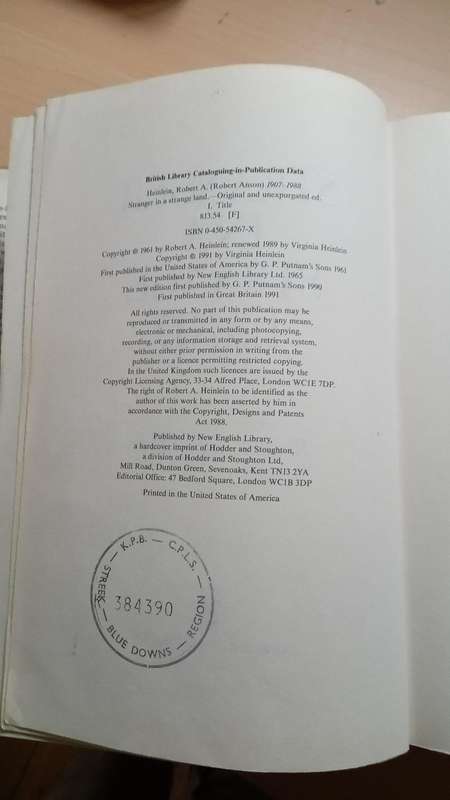 British Library Cataloguing-in-Publication Data
Heinlein, Robert A. (Robert Anson) 1907-1988
Stranger in a strange land.—Original and unexpurgated ed.
I. Title
813.54 [F]
ISBN 0-450-54267-X
Copyright © 1961 by Robert A. Heinlein; renewed 1989 by Virginia Heinlein
Copyright © 1991 by Virginia Heinlein
First published in the United States of America by G. P. Putnam's Sons 1961
First published by New English Library Ltd. 1965
This new edition first published by G. P. Putnam's Sons 1990
First published in Great Britain 1991
All rights reserved. No part of this publication may be
reproduced or transmitted in any form or by any means,
electronic or mechanical, including photocopying,
recording, or any information storage and retrieval system,
without either prior permission in writing from the
publisher or a licence permitting restricted copying.
In the United Kingdom such licences are issued by the
Copyright Licensing Agency, 33-34 Alfred Place, London WC1E 7DP.
The right of Robert A. Heinlein to be identified as the
author of this work has been asserted by him in
accordance with the Copyright, Designs and Patents
Act 1988.
Published by New English Library,
a hardcover imprint of Hodder and Stoughton,
a division of Hodder and Stoughton Ltd,
Mill Road, Dunton Green, Sevenoaks, Kent TN13 2YA
Editorial Office: 47 Bedford Square, London WC1B 3DP
Printed in the United States of America
STREEK — K.P.B. — C.P.L.S. — REGION
384390
— BLUE DOWNS —